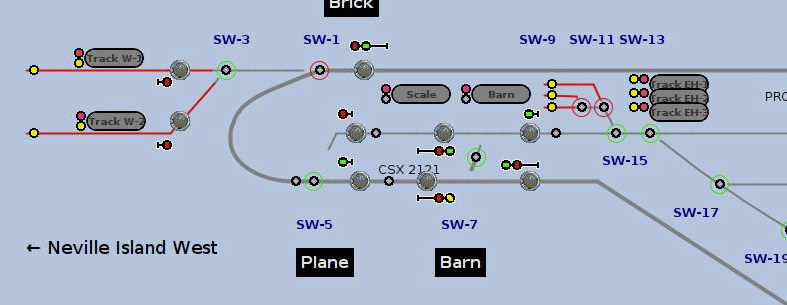 Brick
SW-3
SW-1
SW-9
SW-11
SW-13
Track W-1
Scale
Barn
Track EH-1
Track EH-2
Track EH-3
PRO
Track W-2
SW-15
CSX 2121
SW-17
SW-5
SW-7
← Neville Island West
Plane
Barn
SW-19